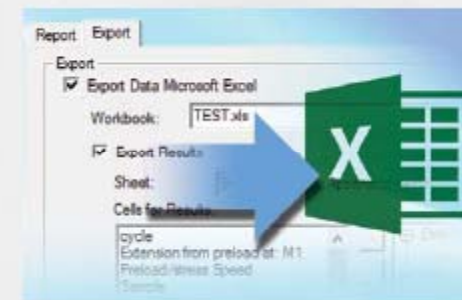 Report Export
Export
Export Data Microsoft Excel
Workbook: TEST.xls
Export Results
Sheet:
Cells for Results
cycle
Extension from preload at: M1
Preload/stress Speed
Sample
X